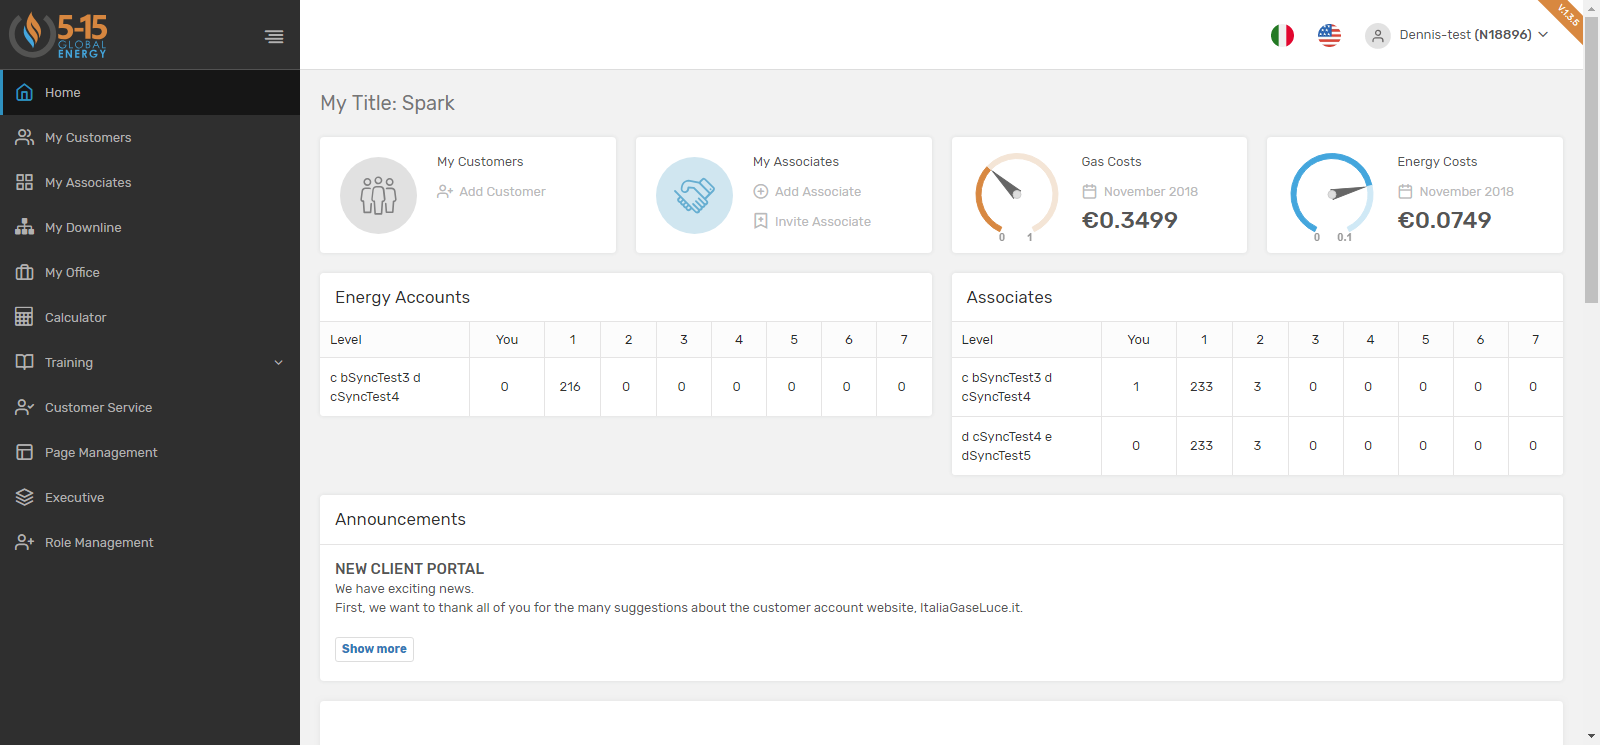 5-15
GLOBAL
ENERGY
Home
My Customers
My Associates
My Downline
My Office
Calculator
Training
Customer Service
Page Management
Executive
Role Management
Dennis-test (N18896)
V.1.3.5
My Title: Spark
My Customers
Add Customer
My Associates
Add Associate
Invite Associate
0 1
Gas Costs
November 2018
€0.3499
0 0.1
Energy Costs
November 2018
€0.0749
Energy Accounts
Level You 1 2 3 4 5 6 7
c bSyncTest3 d
cSyncTest4
0 216 0 0 0 0 0 0
Associates
Level You 1 2 3 4 5 6 7
c bSyncTest3 d
cSyncTest4
1 233 3 0 0 0 0 0
d cSyncTest4 e
dSyncTest5
0 233 3 0 0 0 0 0
Announcements
NEW CLIENT PORTAL
We have exciting news.
First, we want to thank all of you for the many suggestions about the customer account website, ItaliaGaseLuce.it.
Show more